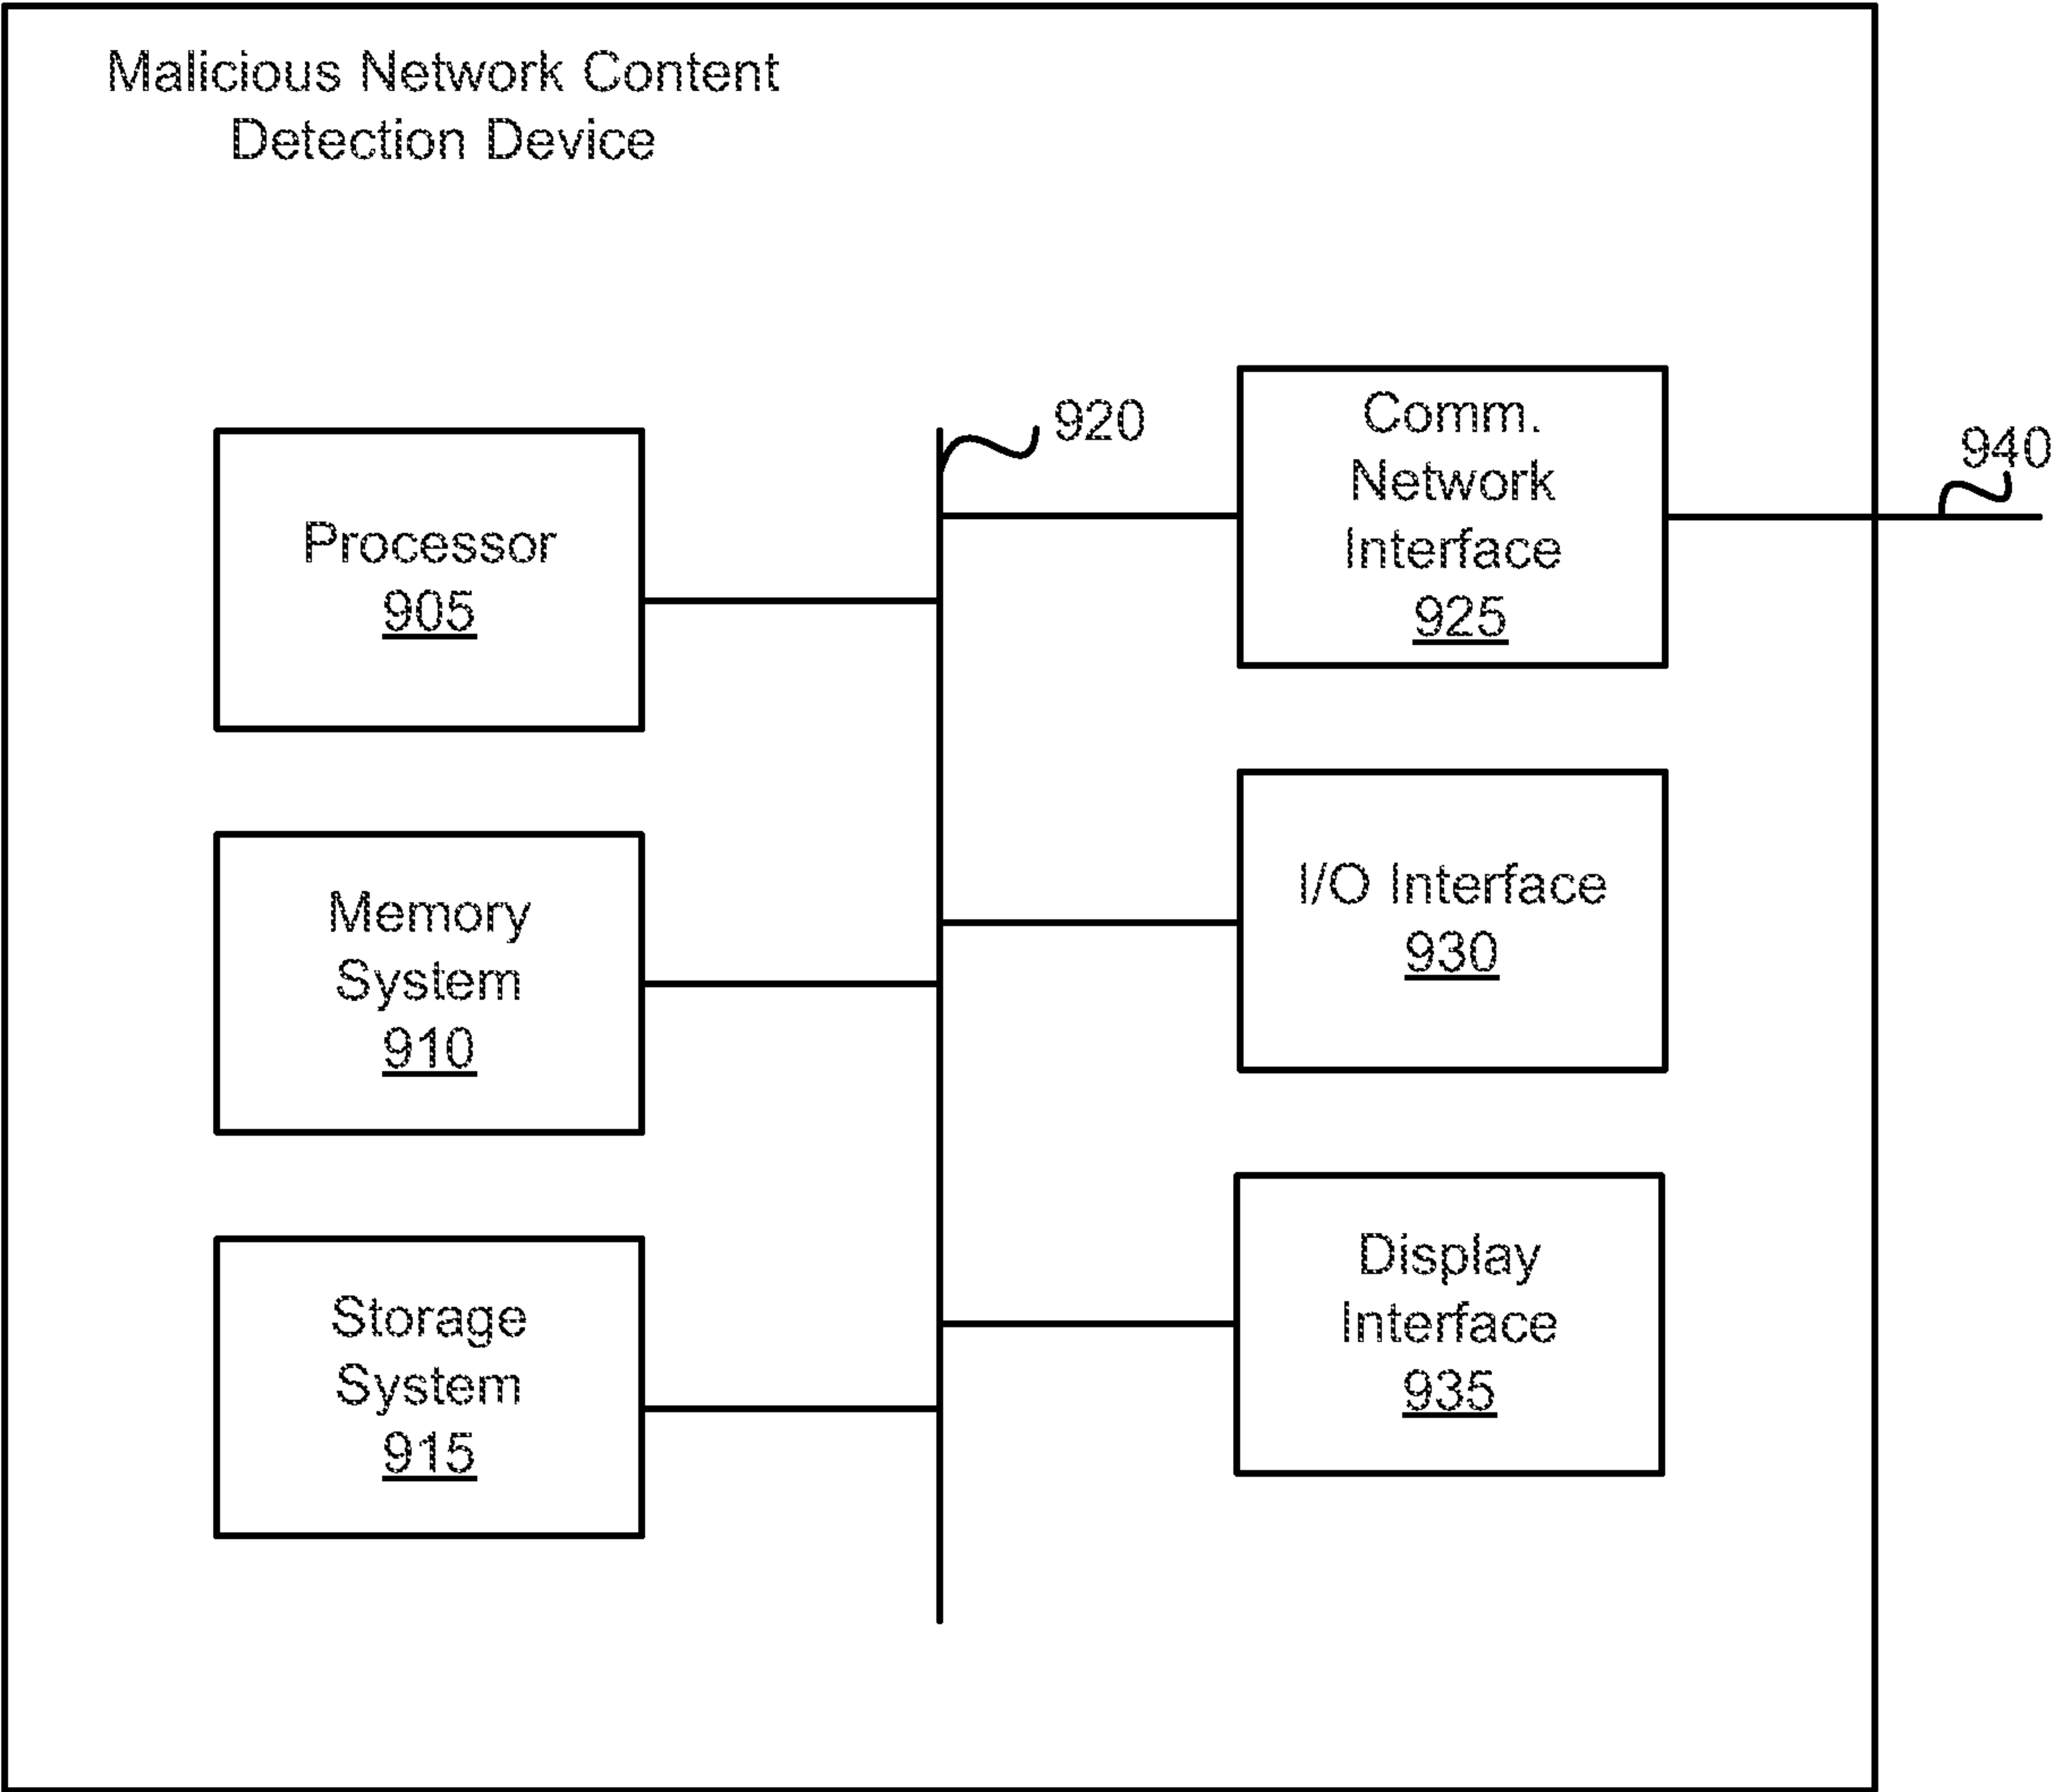 Malicious Network Content
Detection Device
920
940
Processor
905
Comm.
Network
Interface
925
Memory
System
910
I/O Interface
930
Storage
System
915
Display
Interface
935